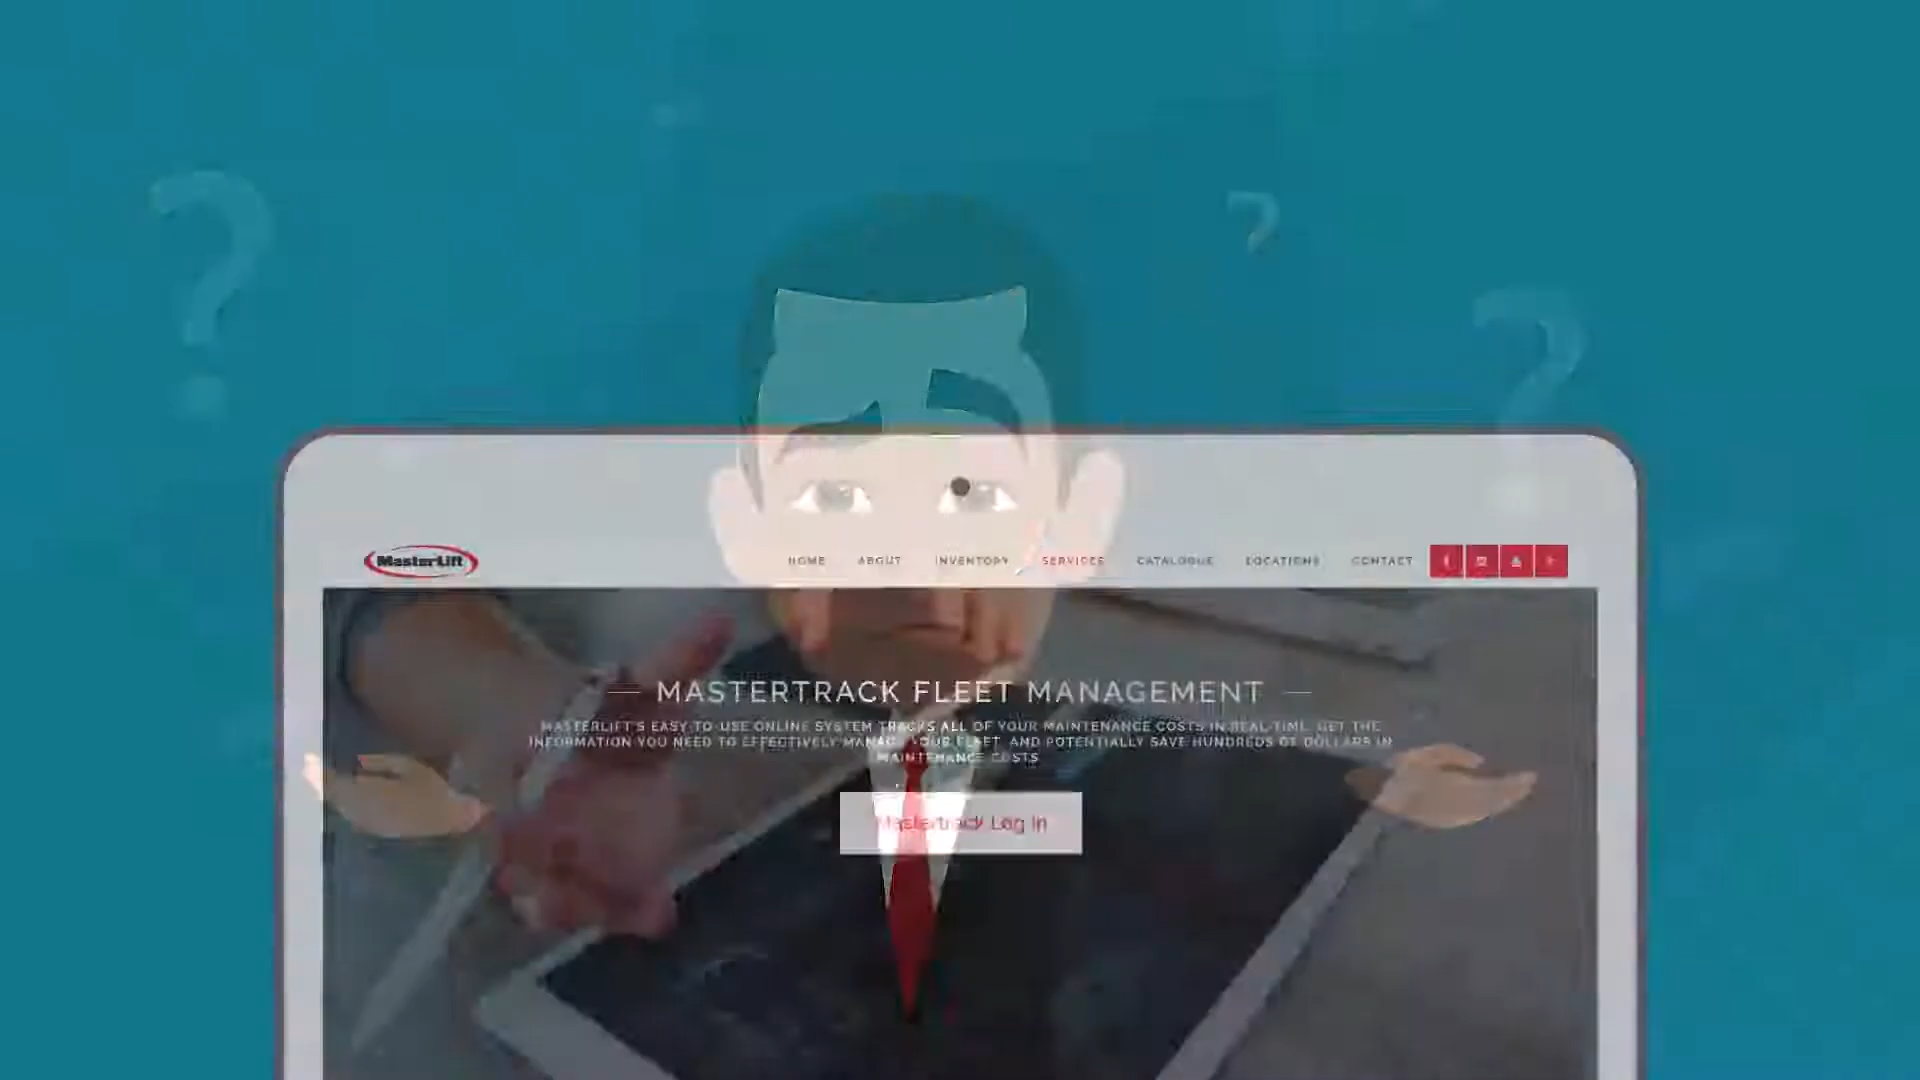 ?
?
?
MasterLift
HOME ABOUT INVENTORY SERVICES CATALOGUE LOCATIONS CONTACT
MASTERTRACK FLEET MANAGEMENT
MASTERLIFT'S EASY-TO-USE ONLINE SYSTEM TRACKS ALL OF YOUR MAINTENANCE COSTS IN REAL-TIME. GET THE
INFORMATION YOU NEED TO EFFECTIVELY MANAGE YOUR FLEET AND POTENTIALLY SAVE HUNDREDS OF DOLLARS IN
MAINTENANCE COSTS
Mastertrack Log In